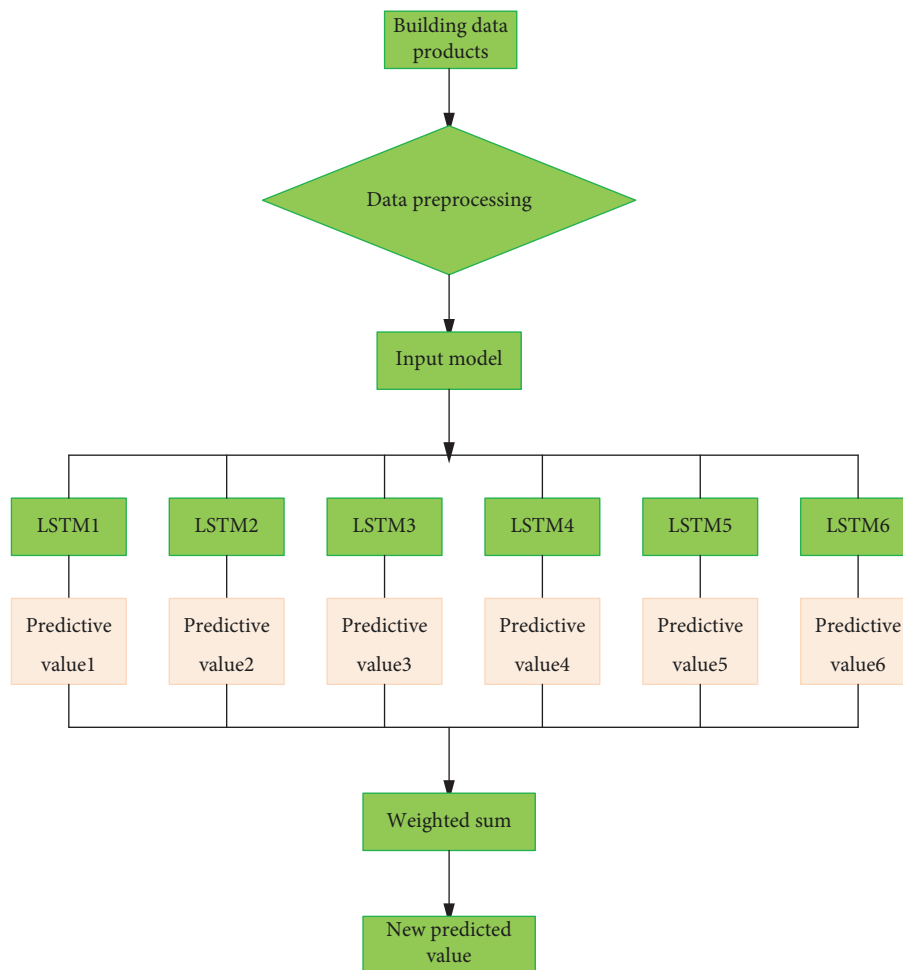 Building data
products
Data preprocessing
Input model
LSTM1
LSTM2
LSTM3
LSTM4
LSTM5
LSTM6
Predictive
value1
Predictive
value2
Predictive
value3
Predictive
value4
Predictive
value5
Predictive
value6
Weighted sum
New predicted
value